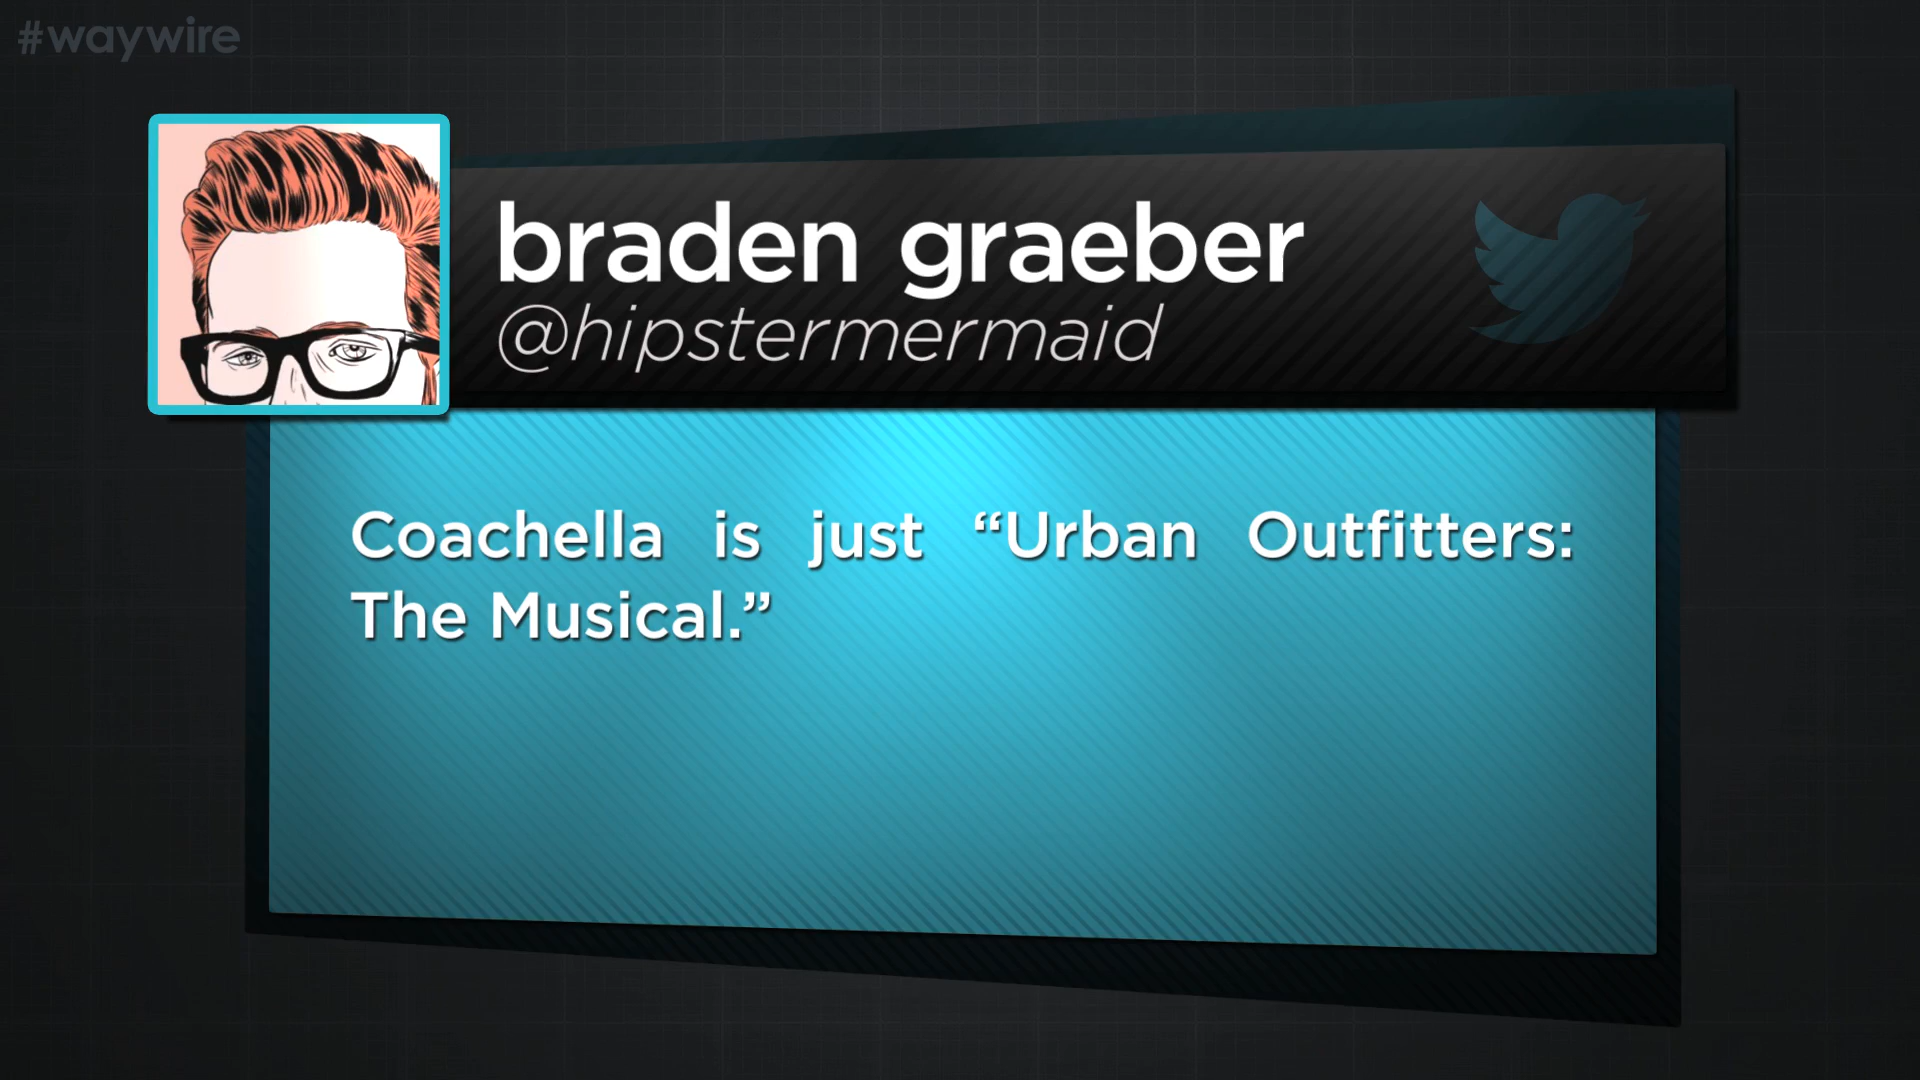 #waywire
braden graeber
@hipstermermaid
Coachella is just “Urban Outfitters:
The Musical.”